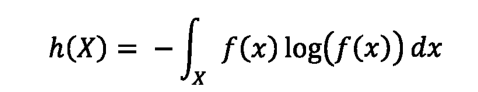 h(X) = − ∫_X f(x) log(f(x)) dx